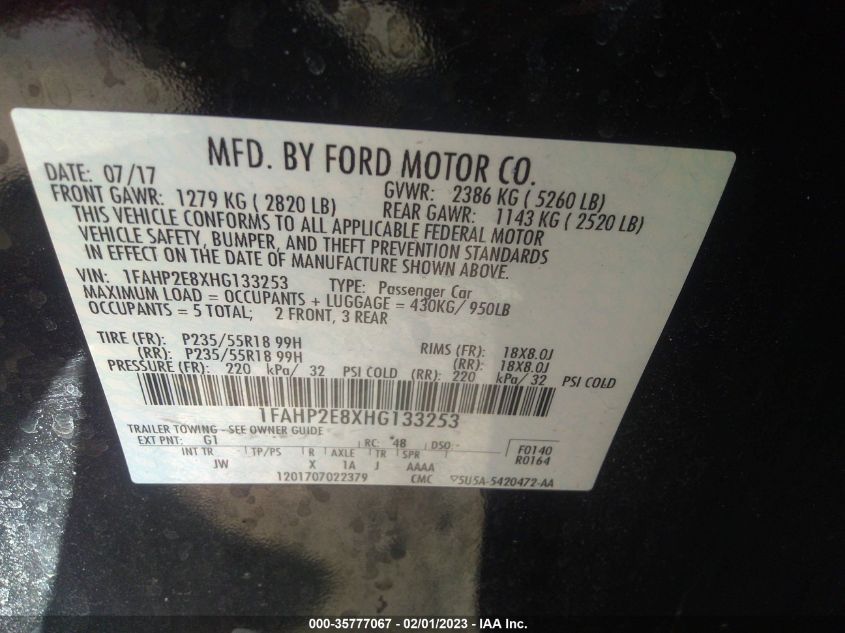 MFD. BY FORD MOTOR CO.
DATE: 07/17 GVWR: 2386 KG ( 5260 LB)
FRONT GAWR: 1279 KG ( 2820 LB) REAR GAWR: 1143 KG ( 2520 LB)
THIS VEHICLE CONFORMS TO ALL APPLICABLE FEDERAL MOTOR
VEHICLE SAFETY, BUMPER, AND THEFT PREVENTION STANDARDS
IN EFFECT ON THE DATE OF MANUFACTURE SHOWN ABOVE.
VIN: 1FAHP2E8XHG133253 TYPE: Passenger Car
MAXIMUM LOAD = OCCUPANTS + LUGGAGE = 430KG/ 950LB
OCCUPANTS = 5 TOTAL; 2 FRONT, 3 REAR
TIRE (FR): P235/55R18 99H RIMS (FR): 18X8.0J
(RR): P235/55R18 99H (RR): 18X8.0J
PRESSURE (FR): 220 kPa/ 32 PSI COLD (RR): 220 kPa/ 32 PSI COLD
1FAHP2E8XHG133253
TRAILER TOWING - SEE OWNER GUIDE
EXT PNT: G1 RC: *48 DSO: F0140
R0164
INT TR TP/PS R AXLE TR SPR
JW X 1A J AAAA
1201707022379 CMC 5U5A-5420472-AA
000-35777067 - 02/01/2023 - IAA Inc.